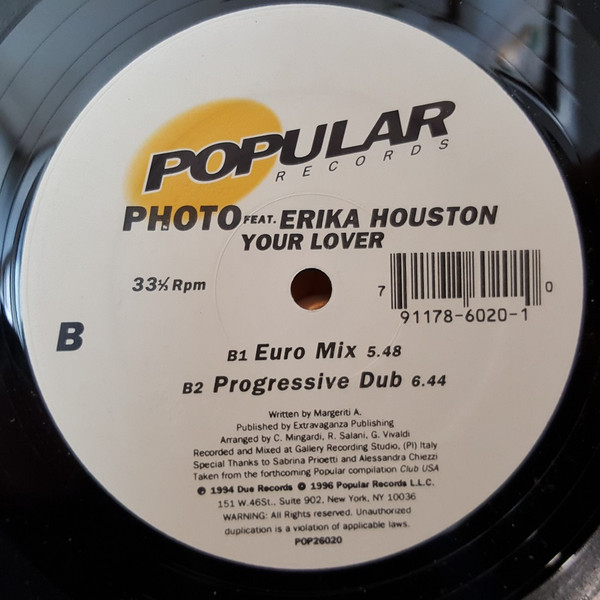 POPULAR
RECORDS
PHOTO FEAT. ERIKA HOUSTON
YOUR LOVER
33⅓ Rpm
7 91178-6020-1 0
B
B1 Euro Mix 5.48
B2 Progressive Dub 6.44
Written by Margeriti A.
Published by Extravaganza Publishing
Arranged by C. Mingardi, R. Salani, G. Vivaldi
Recorded and Mixed at Gallery Recording Studio, (PI) Italy
Special Thanks to Sabrina Prioetti and Alessandra Chiezzi
Taken from the forthcoming Popular compilation Club USA
℗ 1994 Due Records © 1996 Popular Records L.L.C.
151 W.46St., Suite 902, New York, NY 10036
WARNING: All Rights reserved. Unauthorized
duplication is a violation of applicable laws.
POP26020